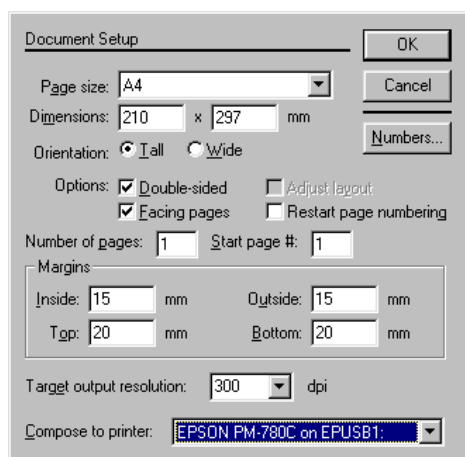 Document Setup
OK
Page size: A4
Cancel
Dimensions: 210 x 297 mm
Numbers...
Orientation: Tall Wide
Options: Double-sided Adjust layout
Facing pages Restart page numbering
Number of pages: 1 Start page #: 1
Margins
Inside: 15 mm Outside: 15 mm
Top: 20 mm Bottom: 20 mm
Target output resolution: 300 dpi
Compose to printer: EPSON PM-780C on EPUSB1: